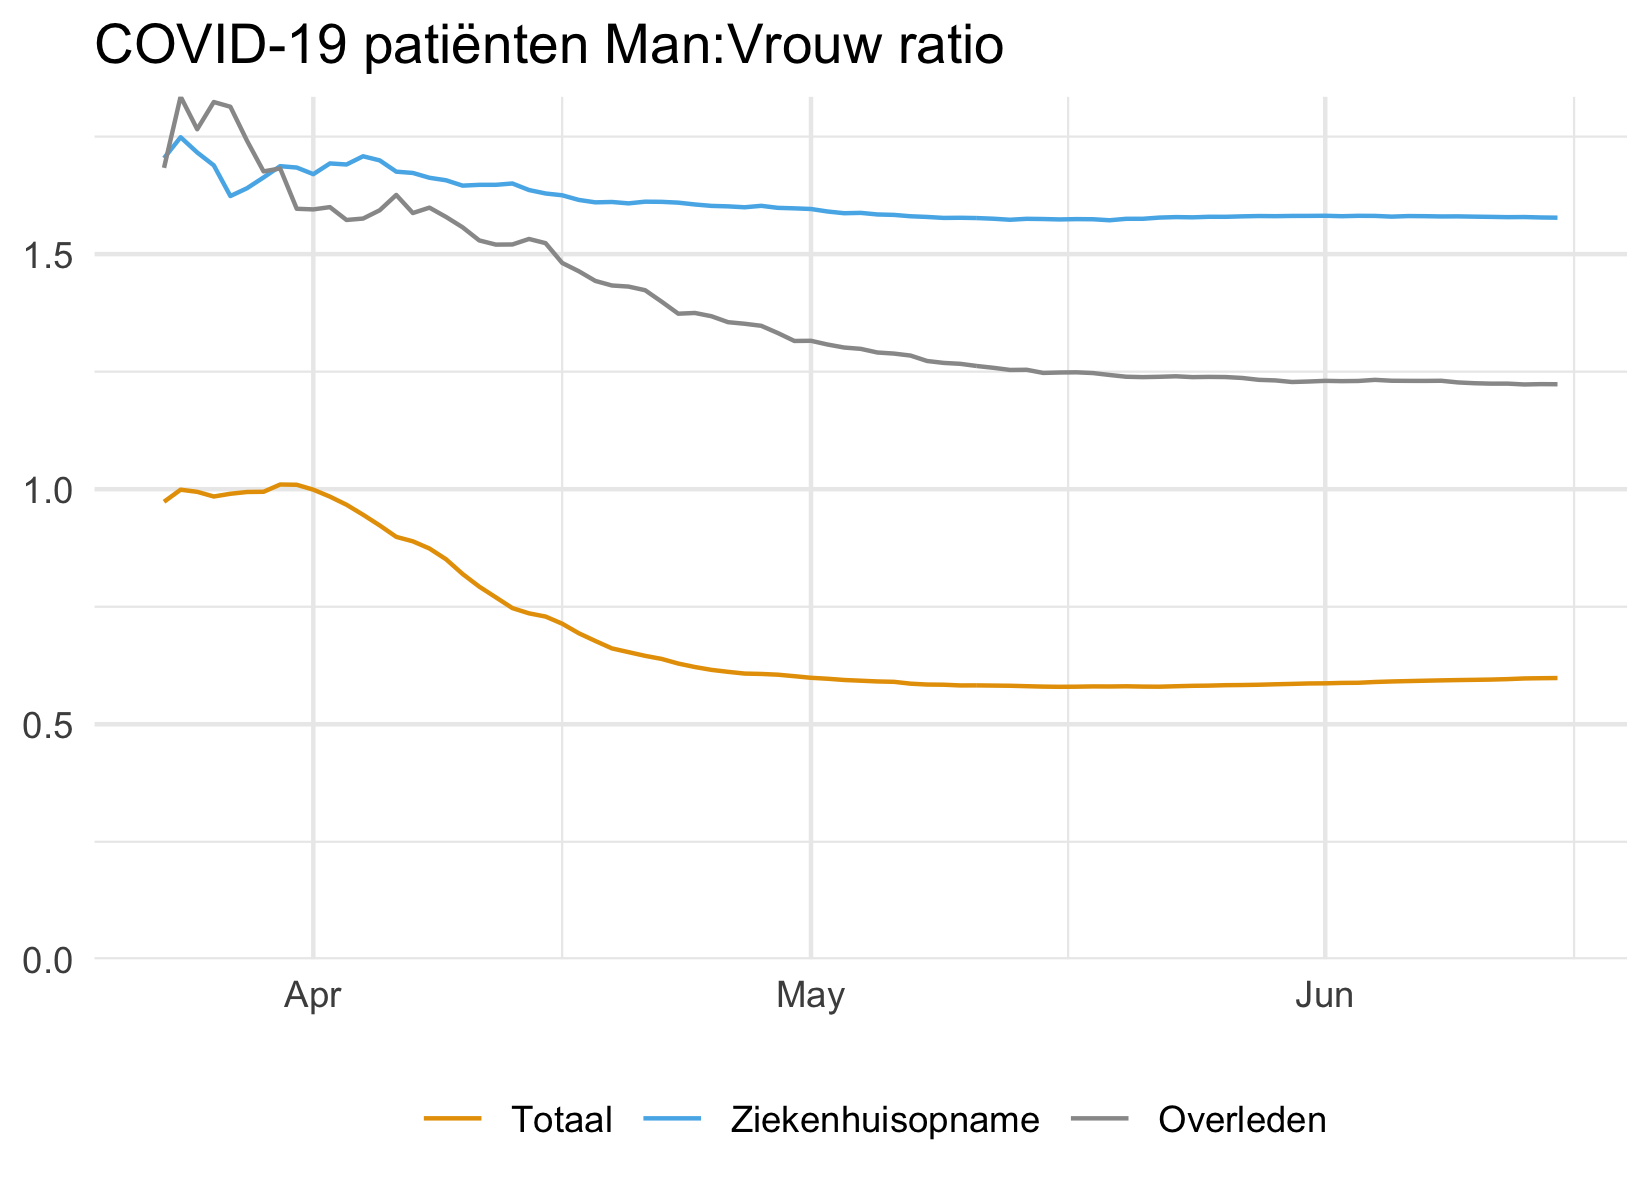 COVID-19 patiënten Man:Vrouw ratio
1.5
1.0
0.5
0.0
Apr May Jun
Totaal Ziekenhuisopname Overleden